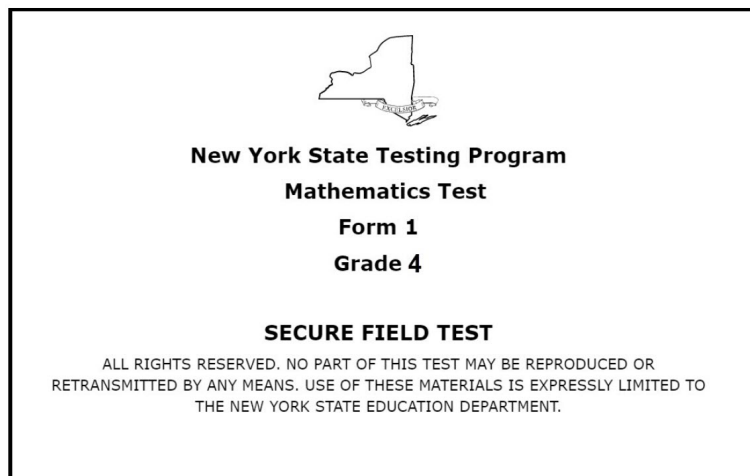 EXCELSIOR
New York State Testing Program
Mathematics Test
Form 1
Grade 4
SECURE FIELD TEST
ALL RIGHTS RESERVED. NO PART OF THIS TEST MAY BE REPRODUCED OR
RETRANSMITTED BY ANY MEANS. USE OF THESE MATERIALS IS EXPRESSLY LIMITED TO
THE NEW YORK STATE EDUCATION DEPARTMENT.